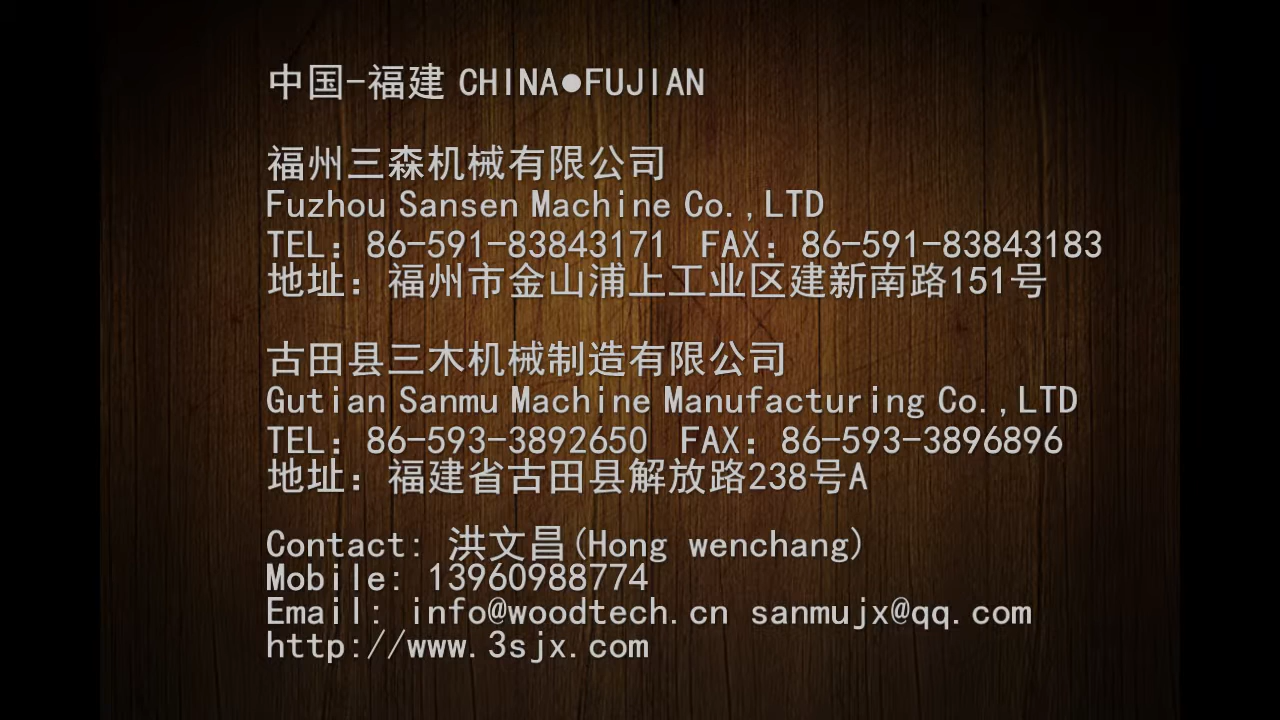 中国-福建 CHINA●FUJIAN
福州三森机械有限公司
Fuzhou Sansen Machine Co.,LTD
TEL：86-591-83843171 FAX：86-591-83843183
地址：福州市金山浦上工业区建新南路151号
古田县三木机械制造有限公司
Gutian Sanmu Machine Manufacturing Co.,LTD
TEL：86-593-3892650 FAX：86-593-3896896
地址：福建省古田县解放路238号A
Contact: 洪文昌(Hong wenchang)
Mobile: 13960988774
Email: info@woodtech.cn sanmujx@qq.com
http://www.3sjx.com